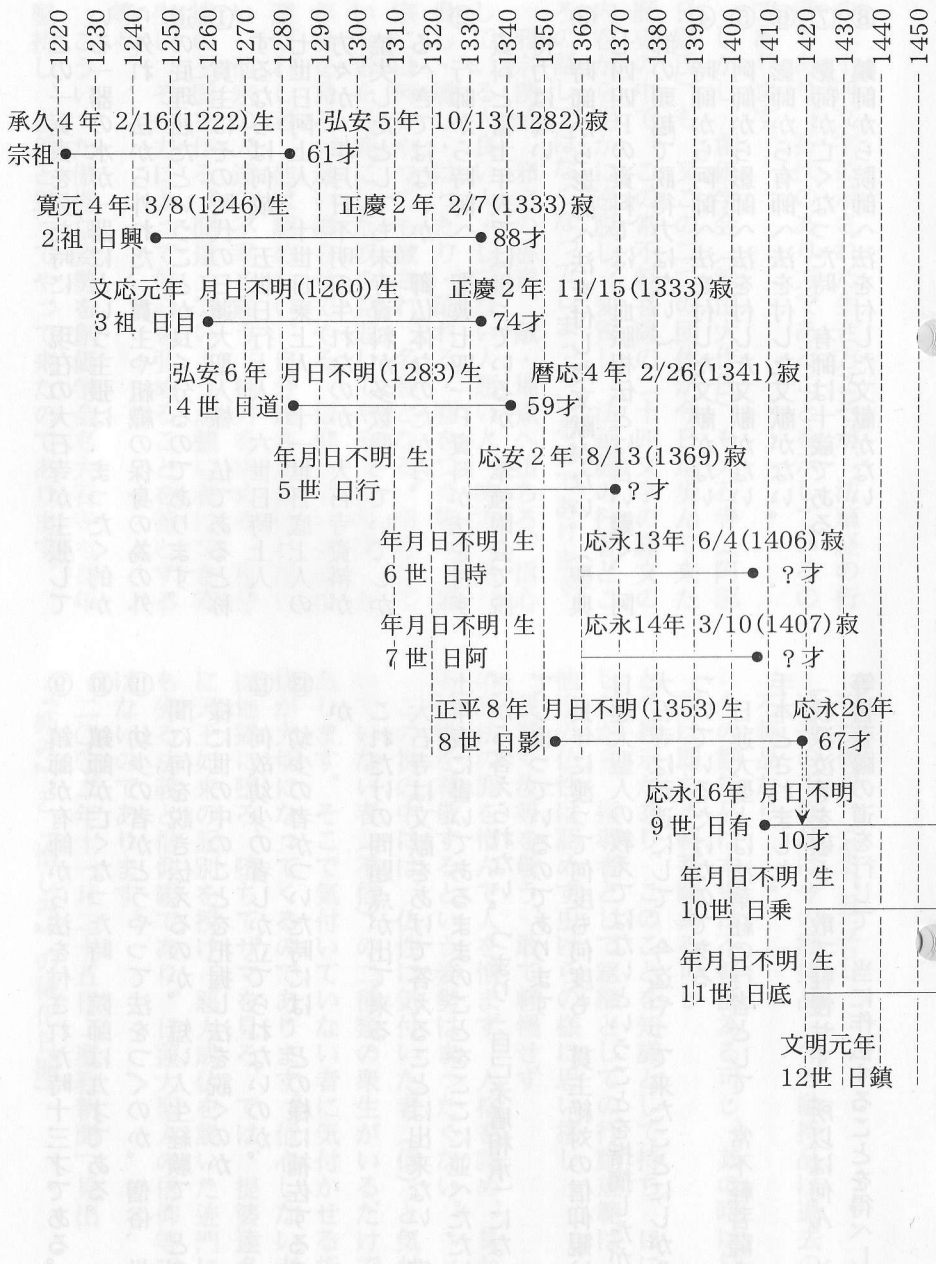 1220 1230 1240 1250 1260 1270 1280 1290 1300 1310 1320 1330 1340 1350 1360 1370 1380 1390 1400 1410 1420 1430 1440 1450
承久4年 2/16(1222)生 弘安5年 10/13(1282)寂
宗祖 61才
寛元4年 3/8(1246)生 正慶2年 2/7(1333)寂
2祖 日興 88才
文応元年 月日不明(1260)生 正慶2年 11/15(1333)寂
3祖 日目 74才
弘安6年 月日不明(1283)生 暦応4年 2/26(1341)寂
4世 日道 59才
年月日不明 生 応安2年 8/13(1369)寂
5世 日行 ?才
年月日不明 生 応永13年 6/4(1406)寂
6世 日時 ?才
年月日不明 生 応永14年 3/10(1407)寂
7世 日阿 ?才
正平8年 月日不明(1353)生 応永26年
8世 日影 67才
応永16年 月日不明
9世 日有 10才
年月日不明 生
10世 日乗
年月日不明 生
11世 日底
文明元年
12世 日鎮